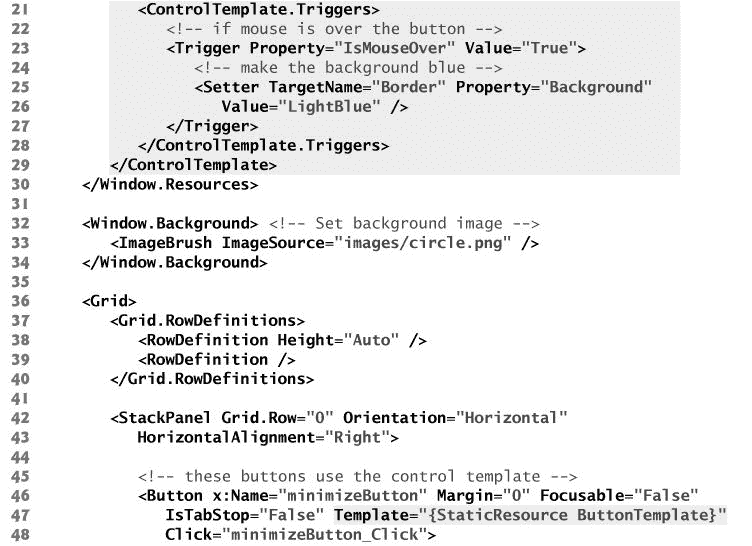 21 <ControlTemplate.Triggers>
22 <!-- if mouse is over the button -->
23 <Trigger Property="IsMouseOver" Value="True">
24 <!-- make the background blue -->
25 <Setter TargetName="Border" Property="Background"
26 Value="LightBlue" />
27 </Trigger>
28 </ControlTemplate.Triggers>
29 </ControlTemplate>
30 </Window.Resources>
31
32 <Window.Background> <!-- Set background image -->
33 <ImageBrush ImageSource="images/circle.png" />
34 </Window.Background>
35
36 <Grid>
37 <Grid.RowDefinitions>
38 <RowDefinition Height="Auto" />
39 <RowDefinition />
40 </Grid.RowDefinitions>
41
42 <StackPanel Grid.Row="0" Orientation="Horizontal"
43 HorizontalAlignment="Right">
44
45 <!-- these buttons use the control template -->
46 <Button x:Name="minimizeButton" Margin="0" Focusable="False"
47 IsTabStop="False" Template="{StaticResource ButtonTemplate}"
48 Click="minimizeButton_Click">